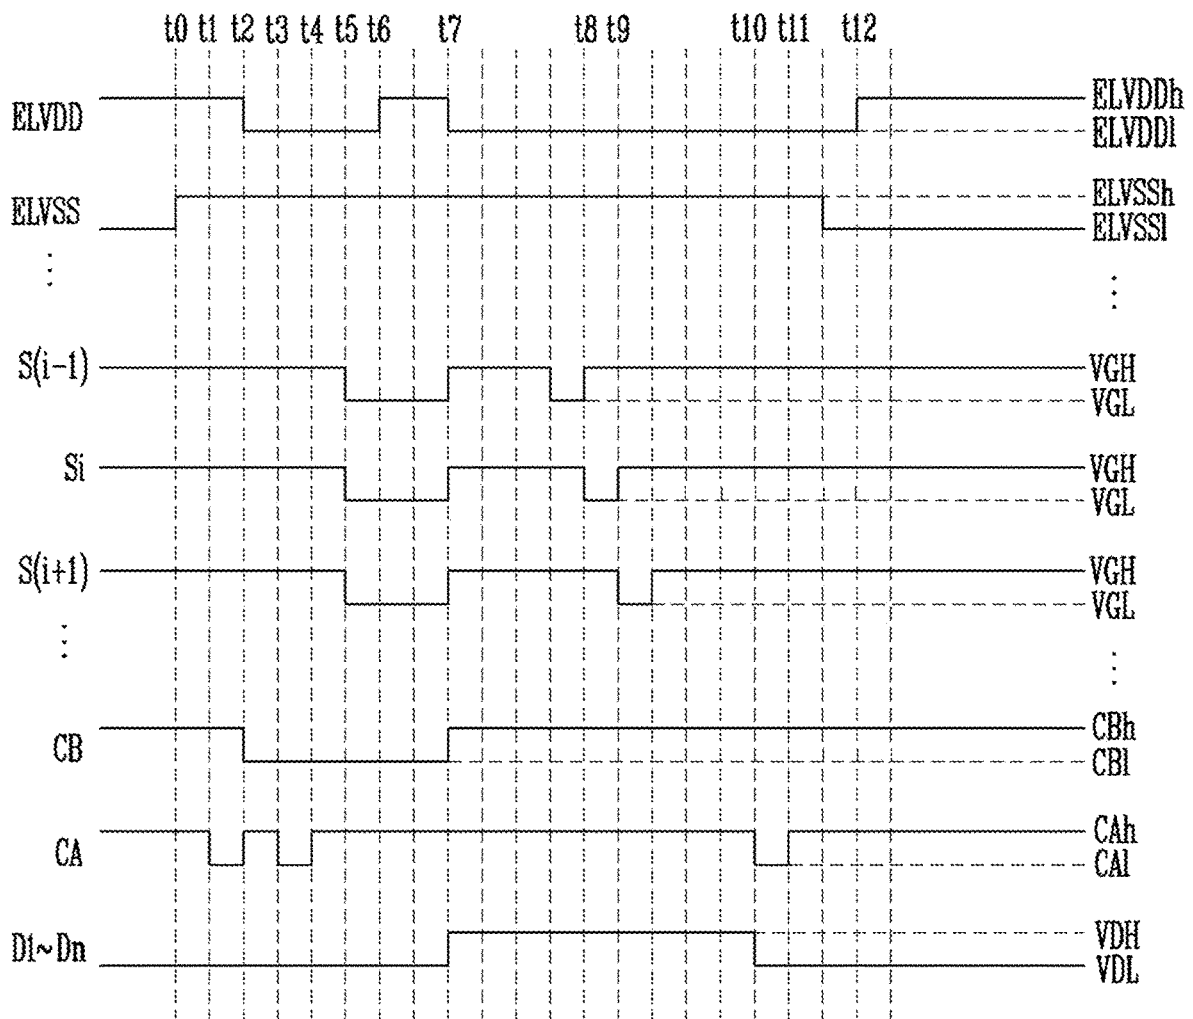 t0 t1 t2 t3 t4 t5 t6 t7 t8 t9 t10 t11 t12
ELVDD
ELVDDh
ELVDDl
ELVSS
ELVSSh
ELVSSl
S(i-1)
VGH
VGL
Si
VGH
VGL
S(i+1)
VGH
VGL
CB
CBh
CBl
CA
CAh
CAl
D1~Dn
VDH
VDL